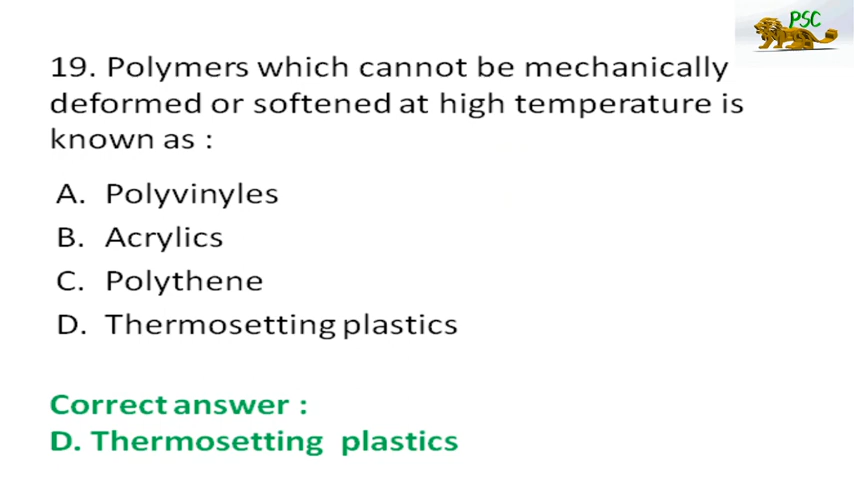 PSC
19. Polymers which cannot be mechanically
deformed or softened at high temperature is
known as :
A. Polyvinyles
B. Acrylics
C. Polythene
D. Thermosetting plastics
Correct answer :
D. Thermosetting plastics